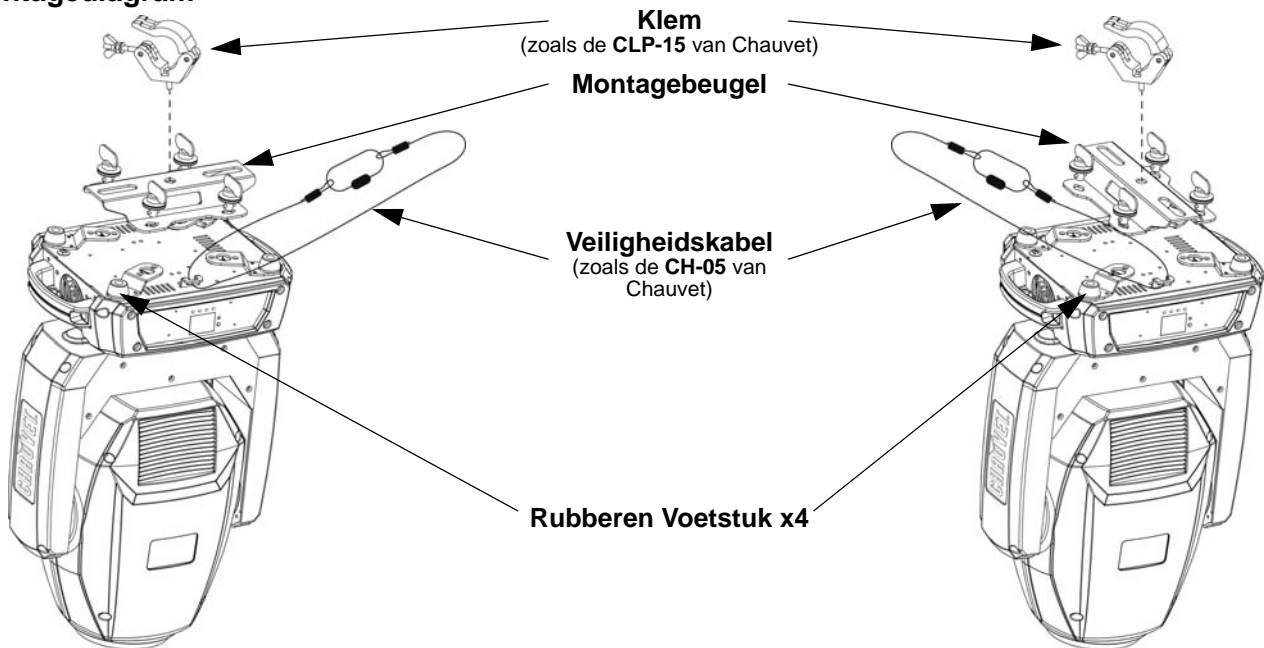 ntagediagram
Klem
(zoals de CLP-15 van Chauvet)
Montagebeugel
Veiligheidskabel
(zoals de CH-05 van
Chauvet)
CHAUVET
CHAUVET
Rubberen Voetstuk x4